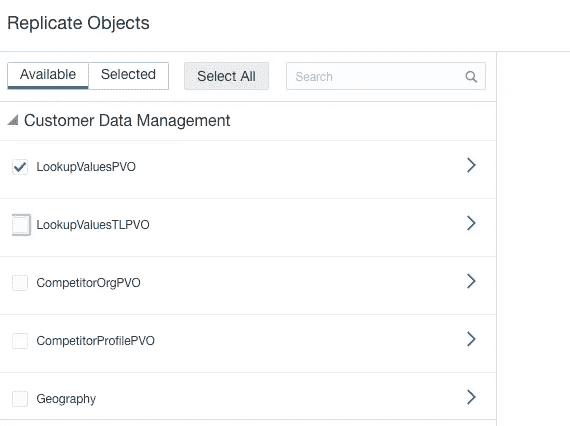 Replicate Objects
Available Selected Select All Search
Customer Data Management
LookupValuesPVO
LookupValuesTLPVO
CompetitorOrgPVO
CompetitorProfilePVO
Geography